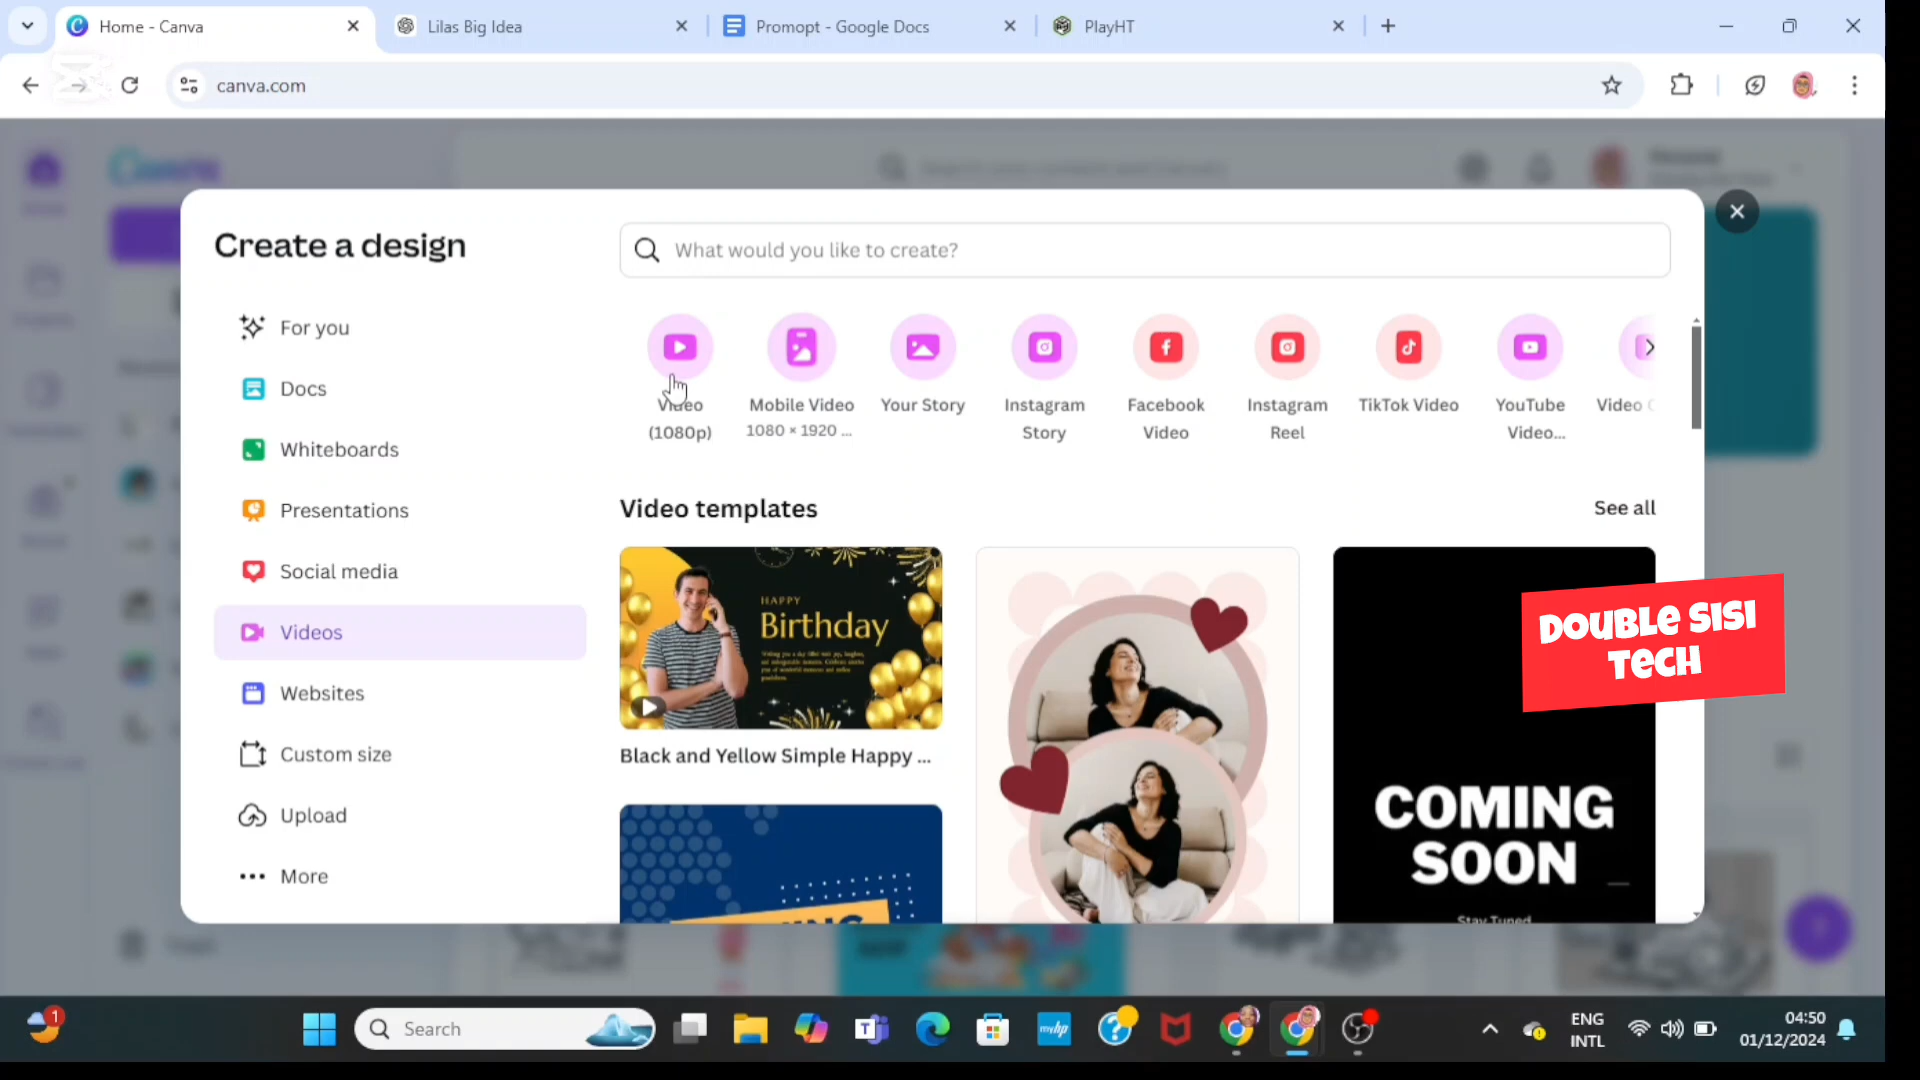 Home - Canva
Lilas Big Idea
Promopt - Google Docs
PlayHT
canva.com
Canva
Create a design
What would you like to create?
For you
Docs
Whiteboards
Presentations
Social media
Videos
Websites
Custom size
Upload
More
Video (1080p)
Mobile Video 1080 × 1920 ...
Your Story
Instagram Story
Facebook Video
Instagram Reel
TikTok Video
YouTube Video...
Video
Video templates
See all
HAPPY
Birthday
Black and Yellow Simple Happy ...
COMING
SOON
Stay Tuned
DOUBLE SISI
TECH
1
Search
T
myhp
?
ENG
INTL
04:50
01/12/2024